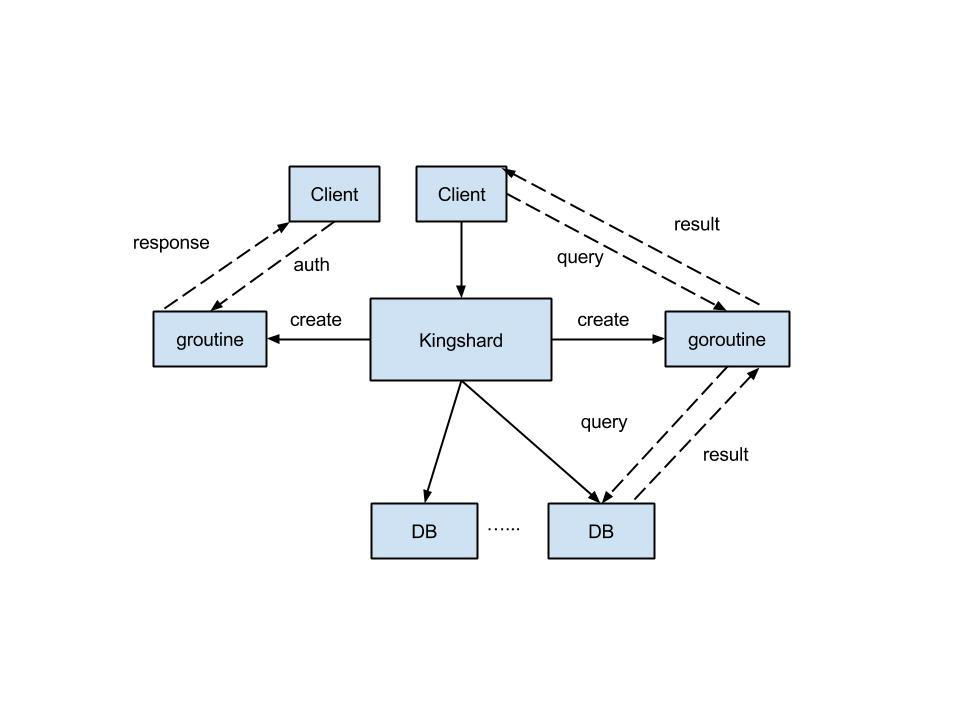 Client
Client
result
response
query
auth
create
create
groutine
Kingshard
goroutine
query
result
DB
......
DB